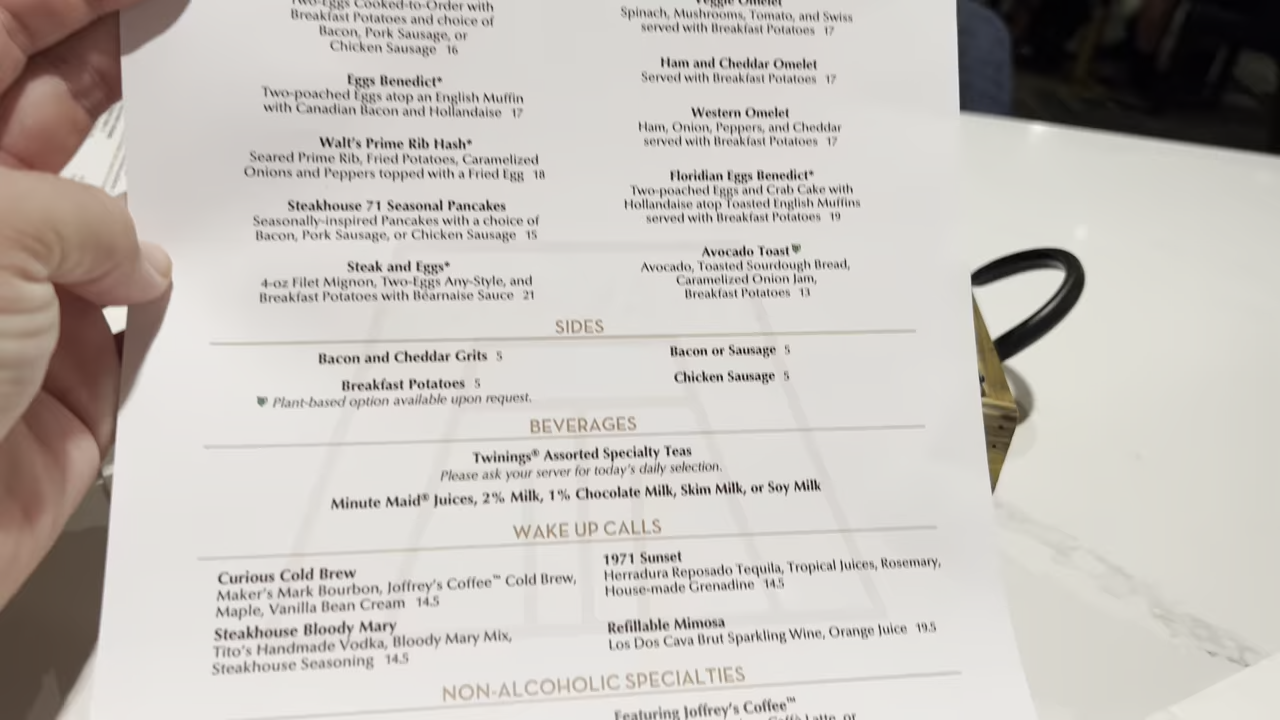 Two-Eggs Cooked-to-Order with
Breakfast Potatoes and choice of
Bacon, Pork Sausage, or
Chicken Sausage 16
Eggs Benedict*
Two-poached Eggs atop an English Muffin
with Canadian Bacon and Hollandaise 17
Walt's Prime Rib Hash*
Seared Prime Rib, Fried Potatoes, Caramelized
Onions and Peppers topped with a Fried Egg 18
Steakhouse 71 Seasonal Pancakes
Seasonally-inspired Pancakes with a choice of
Bacon, Pork Sausage, or Chicken Sausage 15
Steak and Eggs*
4-oz Filet Mignon, Two-Eggs Any-Style, and
Breakfast Potatoes with Béarnaise Sauce 21
Veggie Omelet
Spinach, Mushrooms, Tomato, and Swiss
served with Breakfast Potatoes 17
Ham and Cheddar Omelet
Served with Breakfast Potatoes 17
Western Omelet
Ham, Onion, Peppers, and Cheddar
served with Breakfast Potatoes 17
Floridian Eggs Benedict*
Two-poached Eggs and Crab Cake with
Hollandaise atop Toasted English Muffins
served with Breakfast Potatoes 19
Avocado Toast
Avocado, Toasted Sourdough Bread,
Caramelized Onion Jam,
Breakfast Potatoes 13
SIDES
Bacon and Cheddar Grits 5
Breakfast Potatoes 5
Plant-based option available upon request.
Bacon or Sausage 5
Chicken Sausage 5
BEVERAGES
Twinings® Assorted Specialty Teas
Please ask your server for today's daily selection.
Minute Maid® Juices, 2% Milk, 1% Chocolate Milk, Skim Milk, or Soy Milk
WAKE UP CALLS
Curious Cold Brew
Maker's Mark Bourbon, Joffrey's Coffee™ Cold Brew,
Maple, Vanilla Bean Cream 14.5
Steakhouse Bloody Mary
Tito's Handmade Vodka, Bloody Mary Mix,
Steakhouse Seasoning 14.5
1971 Sunset
Herradura Reposado Tequila, Tropical Juices, Rosemary,
House-made Grenadine 14.5
Refillable Mimosa
Los Dos Cava Brut Sparkling Wine, Orange Juice 19.5
NON-ALCOHOLIC SPECIALTIES
Featuring Joffrey's Coffee™
Latte, or